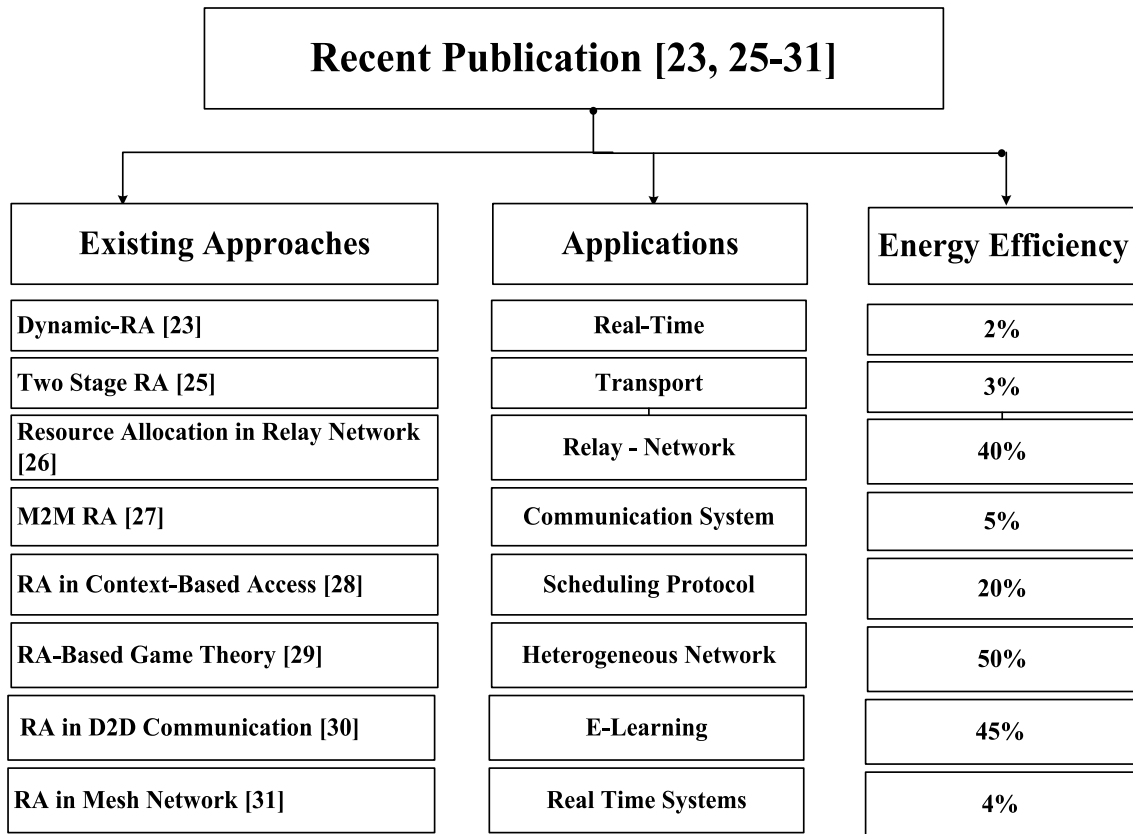 Recent Publication [23, 25-31]
Existing Approaches
Applications
Energy Efficiency
Dynamic-RA [23]
Real-Time
2%
Two Stage RA [25]
Transport
3%
Resource Allocation in Relay Network
[26]
Relay - Network
40%
M2M RA [27]
Communication System
5%
RA in Context-Based Access [28]
Scheduling Protocol
20%
RA-Based Game Theory [29]
Heterogeneous Network
50%
RA in D2D Communication [30]
E-Learning
45%
RA in Mesh Network [31]
Real Time Systems
4%